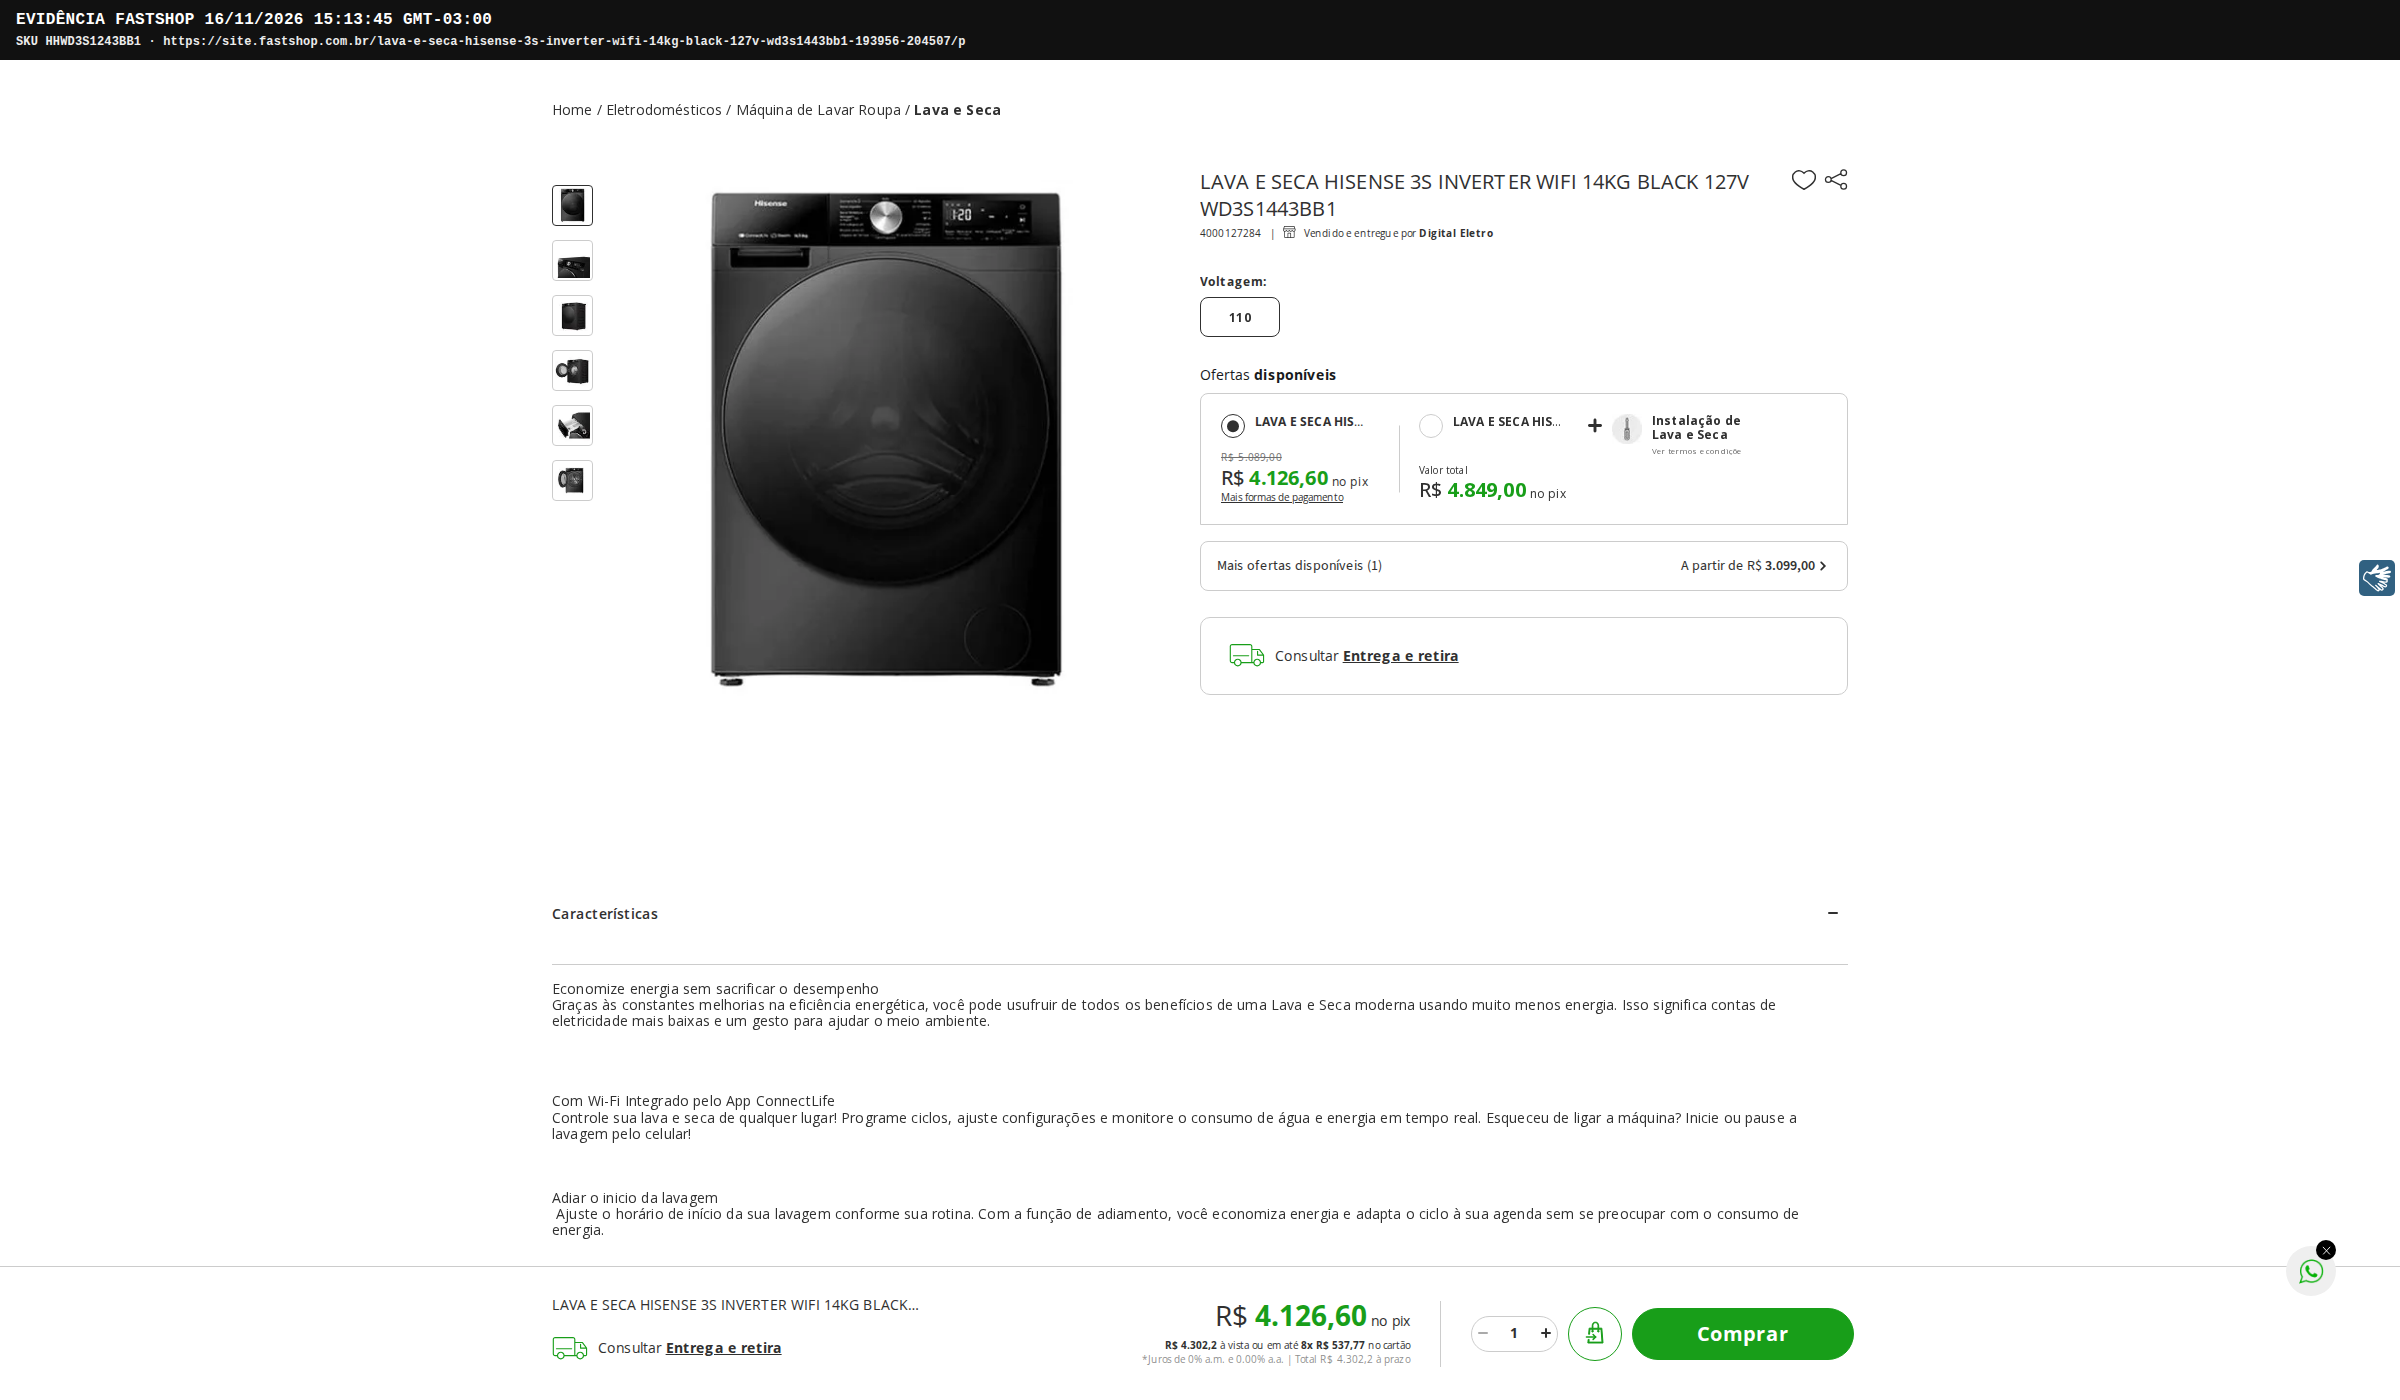 EVIDÊNCIA FASTSHOP 16/11/2026 15:13:45 GMT-03:00
SKU HHWD3S1243BB1 · https://site.fastshop.com.br/lava-e-seca-hisense-3s-inverter-wifi-14kg-black-127v-wd3s1443bb1-193956-204507/p
Home / Eletrodomésticos / Máquina de Lavar Roupa / Lava e Seca
Hisense
1:20
LAVA E SECA HISENSE 3S INVERTER WIFI 14KG BLACK 127V
WD3S1443BB1
4000127284 | Vendido e entregue por Digital Eletro
Voltagem:
110
Ofertas disponíveis
LAVA E SECA HIS...
R$ 5.089,00
R$ 4.126,60 no pix
Mais formas de pagamento
LAVA E SECA HIS...
Valor total
R$ 4.849,00 no pix
+
Instalação de
Lava e Seca
Ver termos e condiçõe
Mais ofertas disponíveis (1)
A partir de R$ 3.099,00
Consultar Entrega e retira
Características
Economize energia sem sacrificar o desempenho
Graças às constantes melhorias na eficiência energética, você pode usufruir de todos os benefícios de uma Lava e Seca moderna usando muito menos energia. Isso significa contas de
eletricidade mais baixas e um gesto para ajudar o meio ambiente.
Com Wi-Fi Integrado pelo App ConnectLife
Controle sua lava e seca de qualquer lugar! Programe ciclos, ajuste configurações e monitore o consumo de água e energia em tempo real. Esqueceu de ligar a máquina? Inicie ou pause a
lavagem pelo celular!
Adiar o inicio da lavagem
Ajuste o horário de início da sua lavagem conforme sua rotina. Com a função de adiamento, você economiza energia e adapta o ciclo à sua agenda sem se preocupar com o consumo de
energia.
LAVA E SECA HISENSE 3S INVERTER WIFI 14KG BLACK...
Consultar Entrega e retira
R$ 4.126,60 no pix
R$ 4.302,2 à vista ou em até 8x R$ 537,77 no cartão
*Juros de 0% a.m. e 0.00% a.a. | Total R$ 4.302,2 à prazo
− 1 +
Comprar